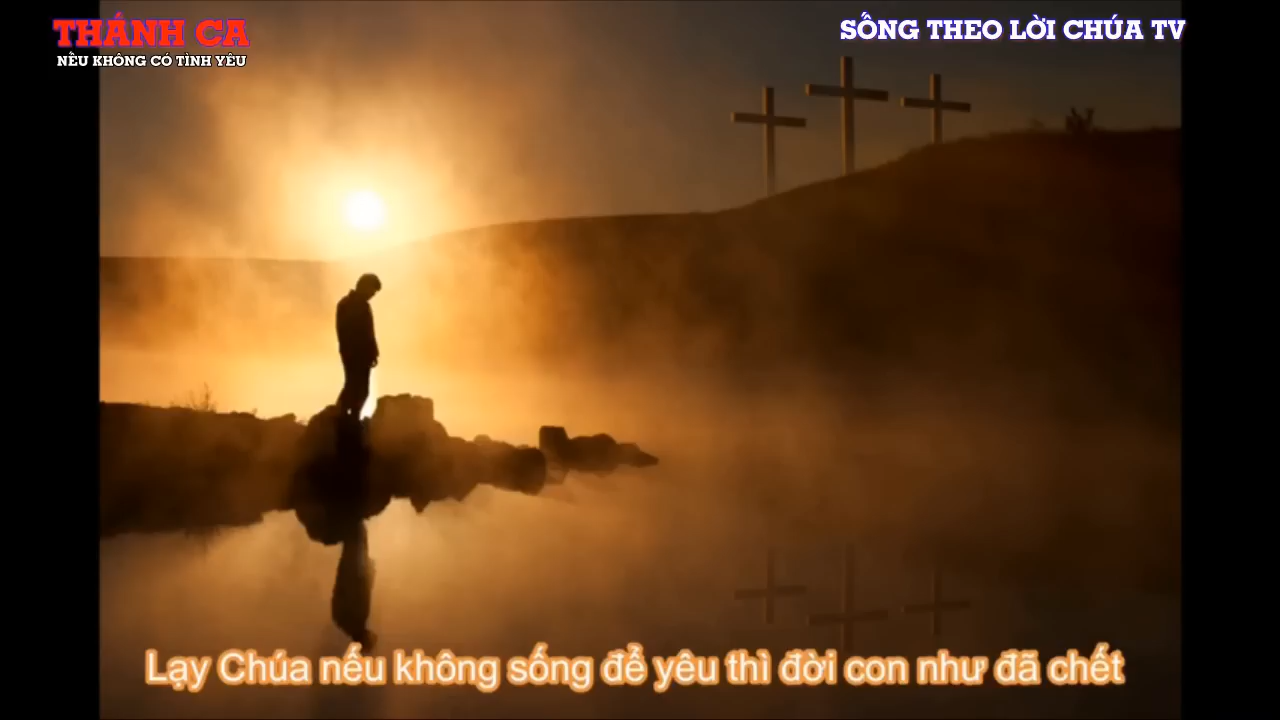 THÁNH CA
NẾU KHÔNG CÓ TÌNH YÊU
SỐNG THEO LỜI CHÚA TV
Lạy Chúa nếu không sống để yêu thì đời con như đã chết